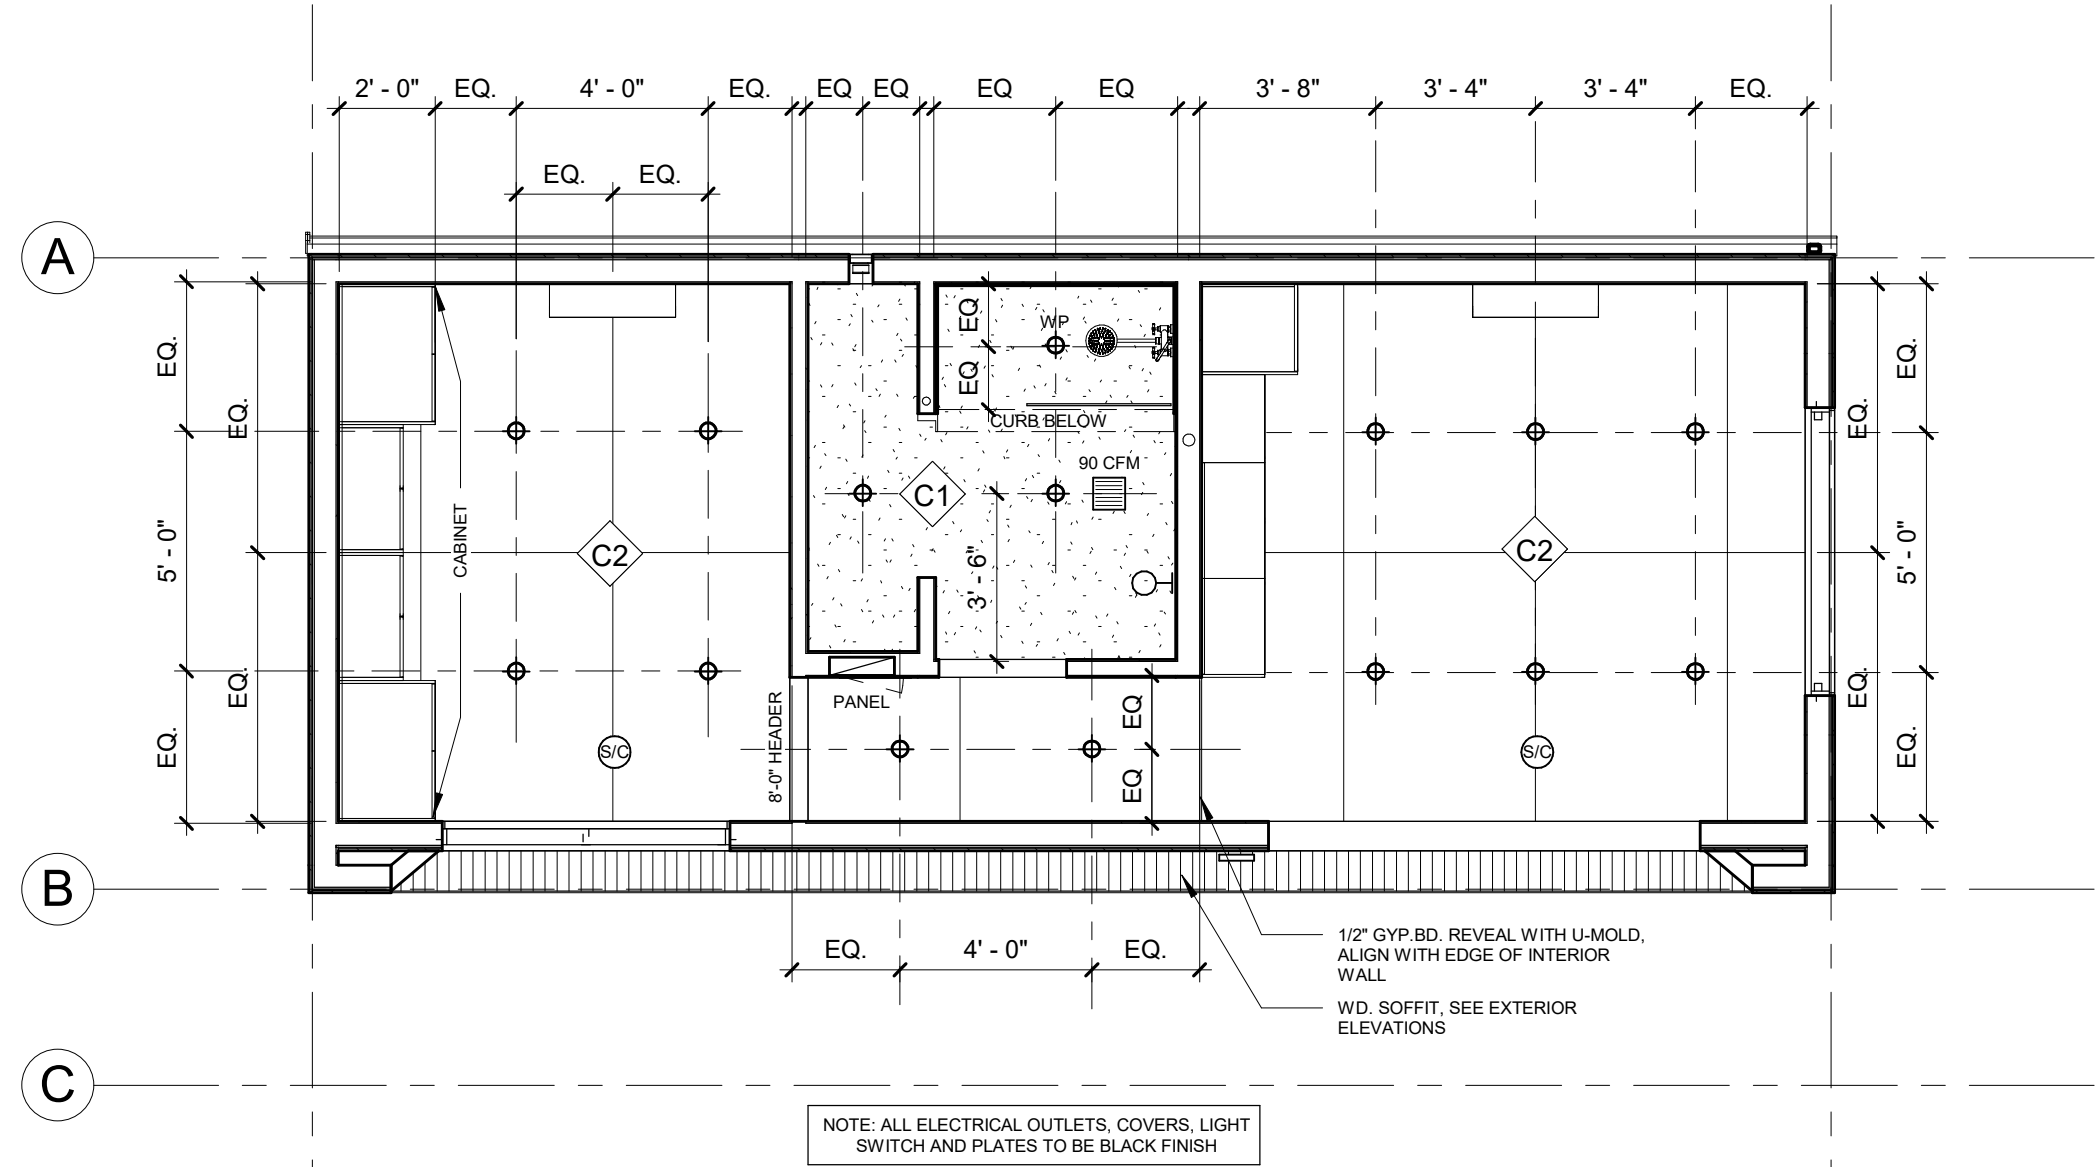 2' - 0"
EQ.
4' - 0"
EQ.
EQ
EQ
EQ
EQ
3' - 8"
3' - 4"
3' - 4"
EQ.
EQ.
EQ.
A
EQ.
EQ.
5' - 0"
EQ.
EQ.
CABINET
C2
S/C
EQ
WP
EQ
CURB BELOW
90 CFM
C1
3' - 6"
PANEL
8'-0" HEADER
EQ
EQ
C2
S/C
EQ.
EQ.
5' - 0"
EQ.
EQ.
B
EQ.
4' - 0"
EQ.
1/2" GYP.BD. REVEAL WITH U-MOLD,
ALIGN WITH EDGE OF INTERIOR
WALL
WD. SOFFIT, SEE EXTERIOR
ELEVATIONS
C
NOTE: ALL ELECTRICAL OUTLETS, COVERS, LIGHT
SWITCH AND PLATES TO BE BLACK FINISH